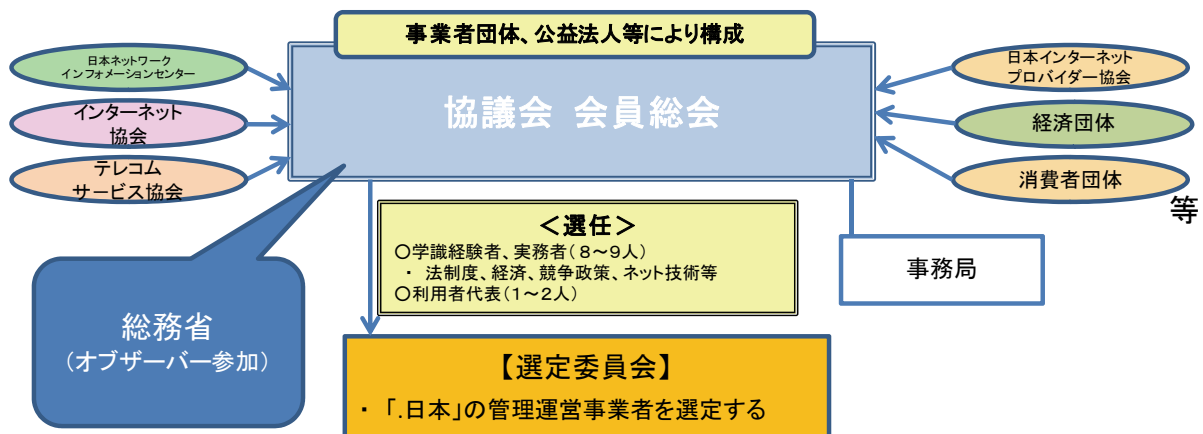 事業者団体、公益法人等により構成
日本ネットワーク
インフォメーションセンター
インターネット
協会
テレコム
サービス協会
協議会 会員総会
日本インターネット
プロバイダー協会
経済団体
消費者団体
等
<選任>
○学識経験者、実務者(8~9人)
・ 法制度、経済、競争政策、ネット技術等
○利用者代表(1~2人)
事務局
総務省
(オブザーバー参加)
【選定委員会】
・ 「.日本」の管理運営事業者を選定する